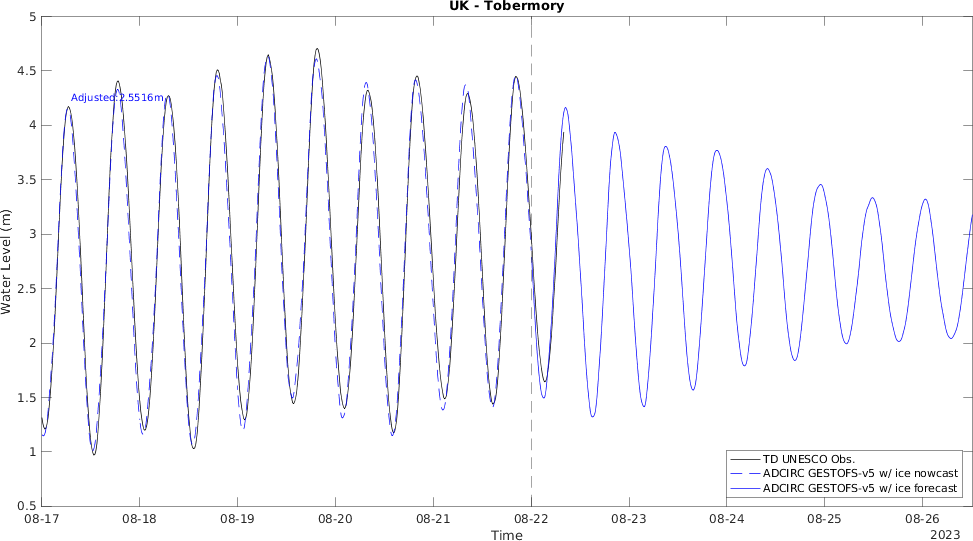 UK - Tobermory
5
4.5
4
3.5
3
2.5
2
1.5
1
0.5
Water Level (m)
Adjusted:2.5516m
TD UNESCO Obs.
ADCIRC GESTOFS-v5 w/ ice nowcast
ADCIRC GESTOFS-v5 w/ ice forecast
08-17 08-18 08-19 08-20 08-21 08-22 08-23 08-24 08-25 08-26
Time
2023